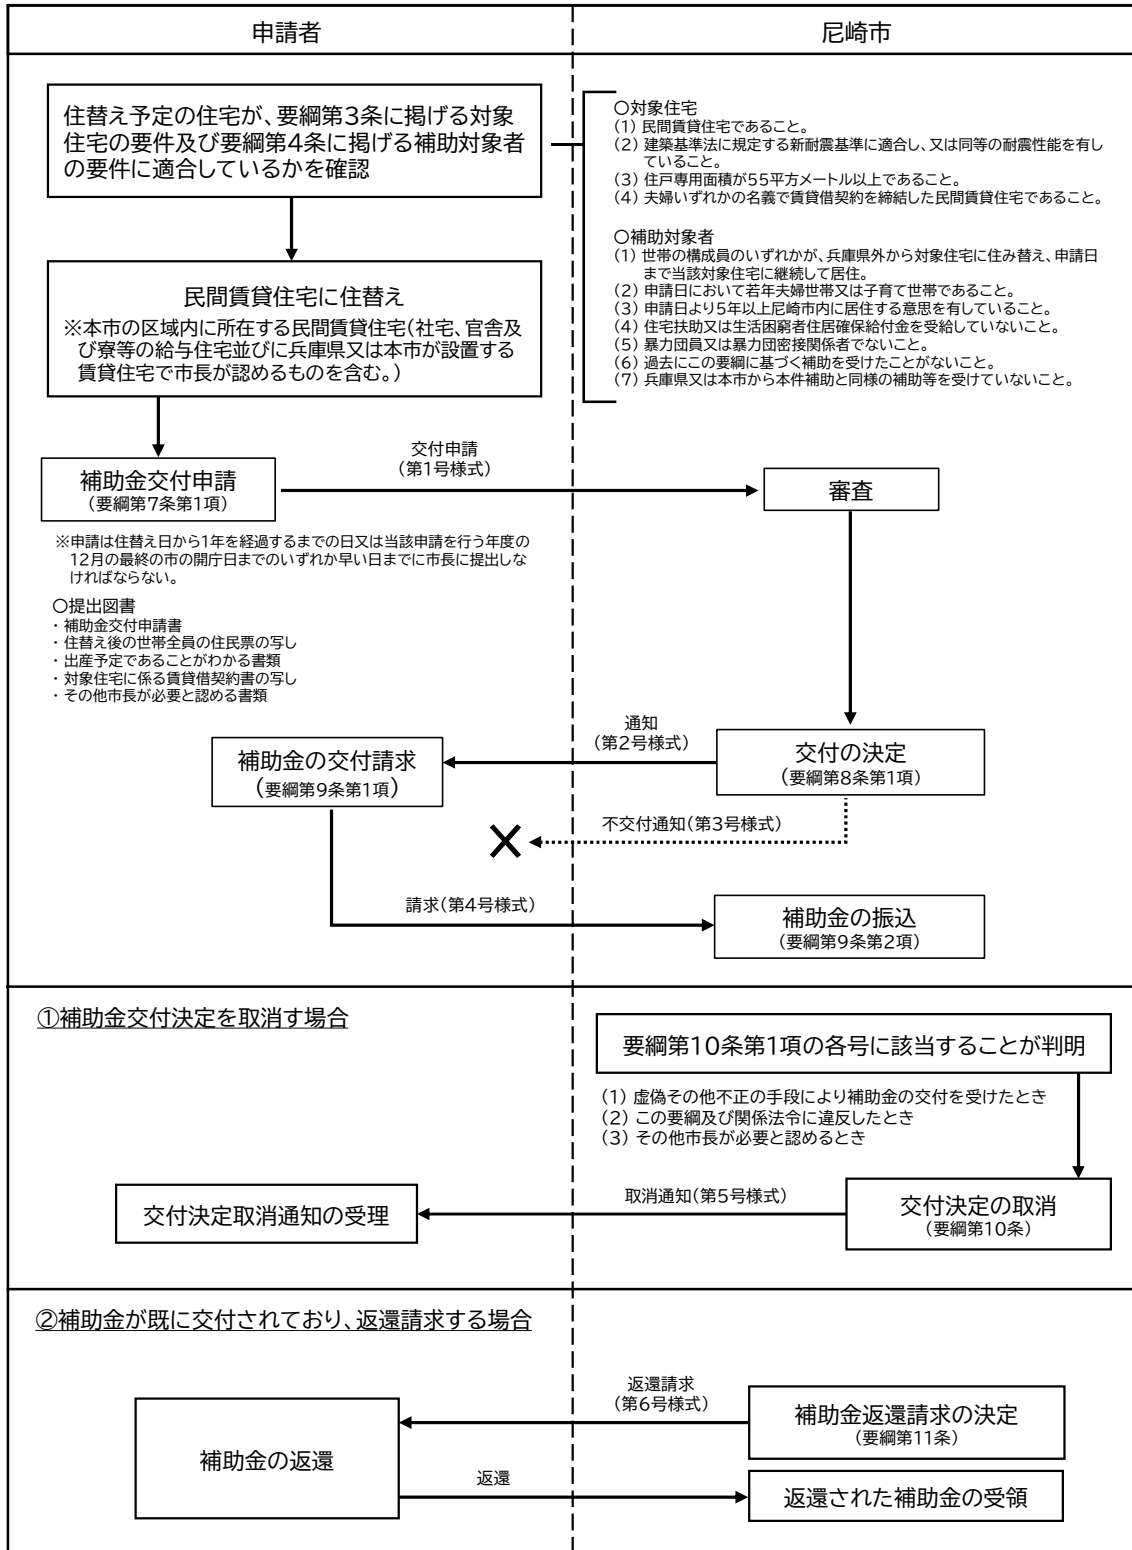 申請者
尼崎市
住替え予定の住宅が、要綱第3条に掲げる対象
住宅の要件及び要綱第4条に掲げる補助対象者
の要件に適合しているかを確認
○対象住宅
(1) 民間賃貸住宅であること。
(2) 建築基準法に規定する新耐震基準に適合し、又は同等の耐震性能を有し
ていること。
(3) 住戸専用面積が55平方メートル以上であること。
(4) 夫婦いずれかの名義で賃貸借契約を締結した民間賃貸住宅であること。
○補助対象者
(1) 世帯の構成員のいずれかが、兵庫県外から対象住宅に住み替え、申請日
まで当該対象住宅に継続して居住。
(2) 申請日において若年夫婦世帯又は子育て世帯であること。
(3) 申請日より5年以上尼崎市内に居住する意思を有していること。
(4) 住宅扶助又は生活困窮者住居確保給付金を受給していないこと。
(5) 暴力団員又は暴力団密接関係者でないこと。
(6) 過去にこの要綱に基づく補助を受けたことがないこと。
(7) 兵庫県又は本市から本件補助と同様の補助等を受けていないこと。
民間賃貸住宅に住替え
※本市の区域内に所在する民間賃貸住宅(社宅、官舎及
び寮等の給与住宅並びに兵庫県又は本市が設置する
賃貸住宅で市長が認めるものを含む。)
補助金交付申請
(要綱第7条第1項)
交付申請
(第1号様式)
審査
※申請は住替え日から1年を経過するまでの日又は当該申請を行う年度の
12月の最終の市の開庁日までのいずれか早い日までに市長に提出しな
ければならない。
○提出図書
・補助金交付申請書
・住替え後の世帯全員の住民票の写し
・出産予定であることがわかる書類
・対象住宅に係る賃貸借契約書の写し
・その他市長が必要と認める書類
補助金の交付請求
(要綱第9条第1項)
通知
(第2号様式)
交付の決定
(要綱第8条第1項)
不交付通知(第3号様式)
請求(第4号様式)
補助金の振込
(要綱第9条第2項)
①補助金交付決定を取消す場合
要綱第10条第1項の各号に該当することが判明
(1) 虚偽その他不正の手段により補助金の交付を受けたとき
(2) この要綱及び関係法令に違反したとき
(3) その他市長が必要と認めるとき
交付決定取消通知の受理
取消通知(第5号様式)
交付決定の取消
(要綱第10条)
②補助金が既に交付されており、返還請求する場合
補助金の返還
返還請求
(第6号様式)
補助金返還請求の決定
(要綱第11条)
返還
返還された補助金の受領